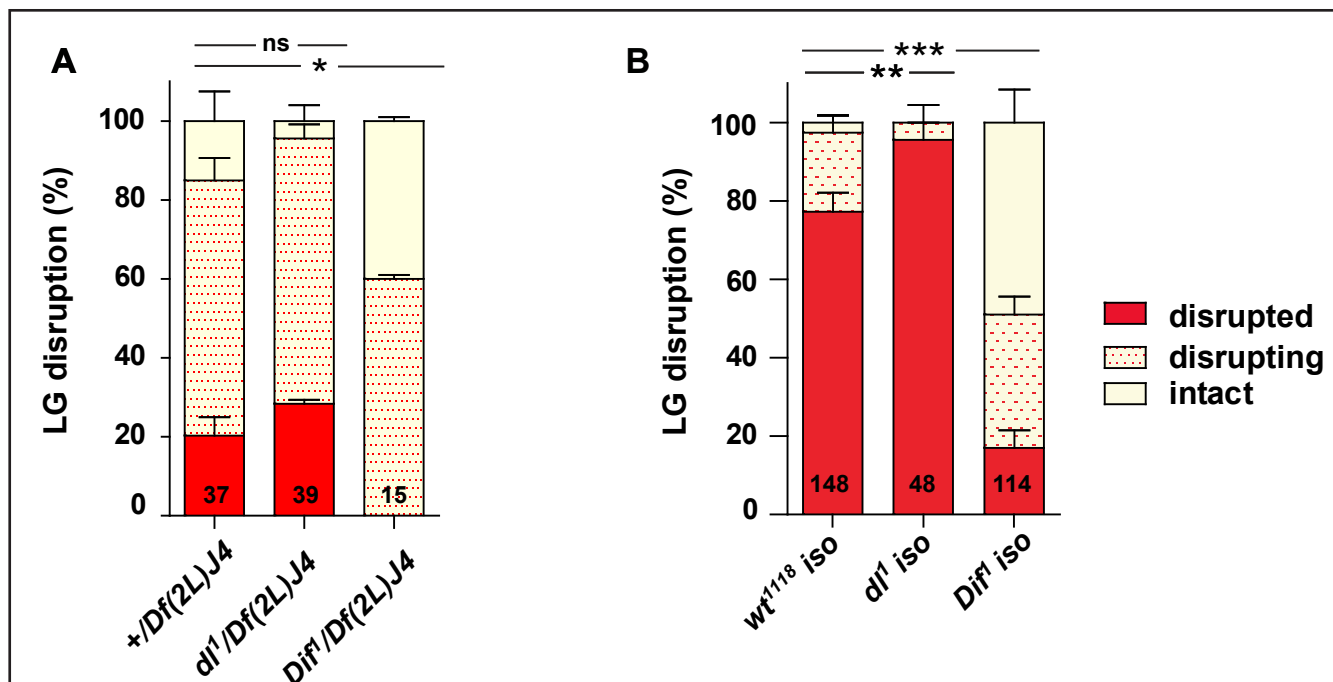 A
ns
*
LG disruption (%)
100
80
60
40
20
0
37
39
15
+/Df(2L)J4
dl¹/Df(2L)J4
Dif¹/Df(2L)J4
B
***
**
LG disruption (%)
100
80
60
40
20
0
148
48
114
wt¹¹¹⁸ iso
dl¹ iso
Dif¹ iso
disrupted
disrupting
intact